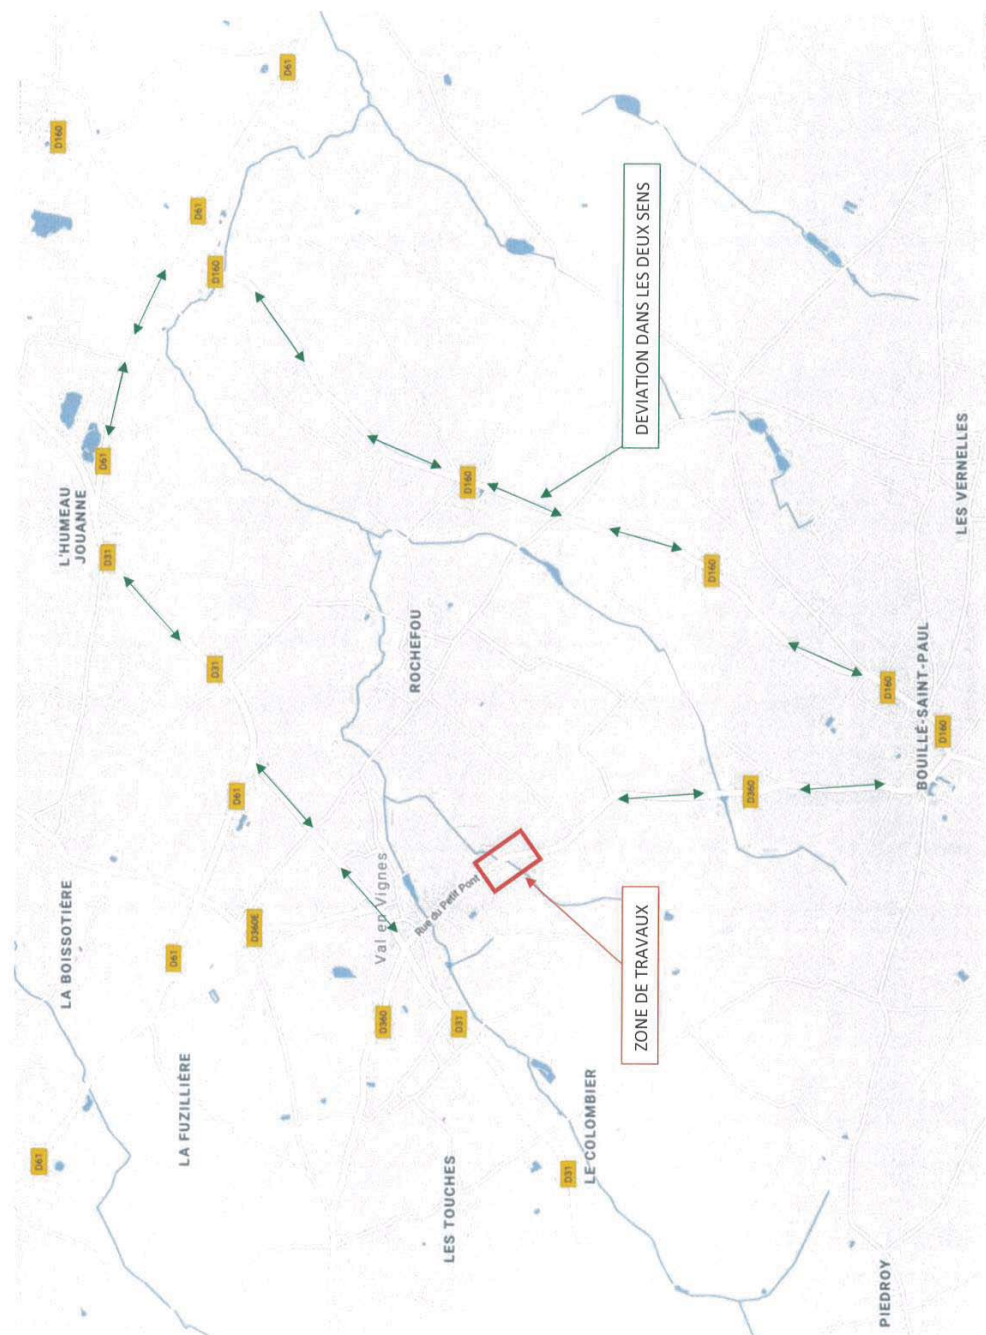 D61
D160
LA BOISSOTIÈRE
L'HUMEAU
JOUANNE
D61
D31
D61
LA FUZILLIÈRE
D61
D31
D160
D61
D360E
D61
Val en Vignes
D360
ROCHEFOU
Rue du Petit Pont
LES TOUCHES
D31
D160
D31
LE COLOMBIER
ZONE DE TRAVAUX
DEVIATION DANS LES DEUX SENS
D160
D360
D160
PIEDROY
BOUILLÉ-SAINT-PAUL
D160
LES VERNELLES